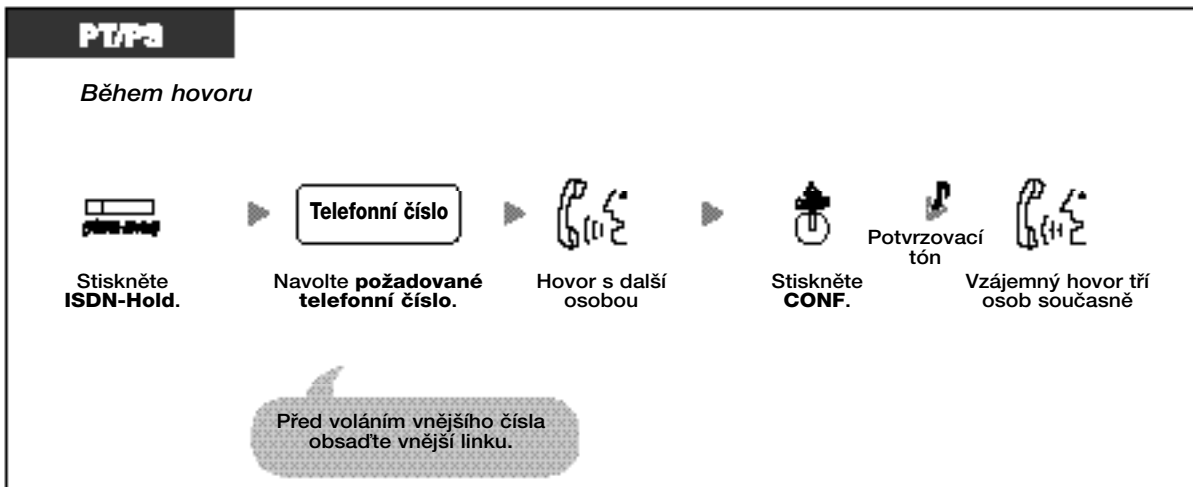 PT/PS
Během hovoru
Telefonní číslo
Potvrzovací
tón
Stiskněte
ISDN-Hold.
Navolte požadované
telefonní číslo.
Hovor s další
osobou
Stiskněte
CONF.
Vzájemný hovor tří
osob současně
Před voláním vnějšího čísla
obsaďte vnější linku.